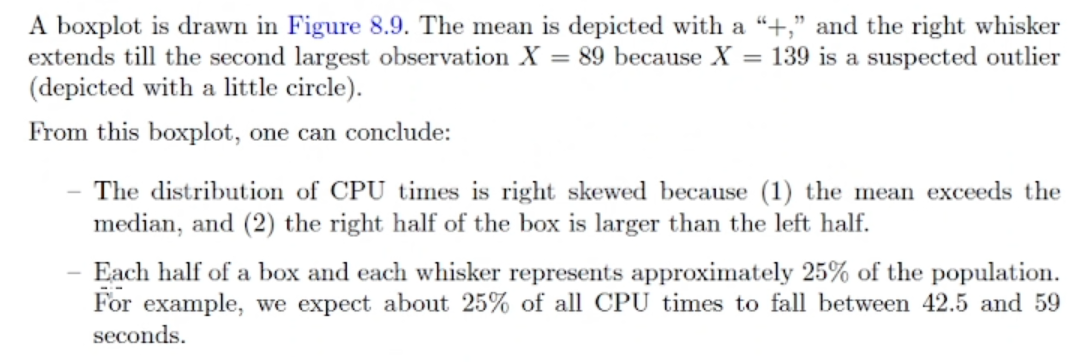 A boxplot is drawn in Figure 8.9. The mean is depicted with a “+,” and the right whisker
extends till the second largest observation X = 89 because X = 139 is a suspected outlier
(depicted with a little circle).
From this boxplot, one can conclude:
– The distribution of CPU times is right skewed because (1) the mean exceeds the
median, and (2) the right half of the box is larger than the left half.
– Each half of a box and each whisker represents approximately 25% of the population.
For example, we expect about 25% of all CPU times to fall between 42.5 and 59
seconds.